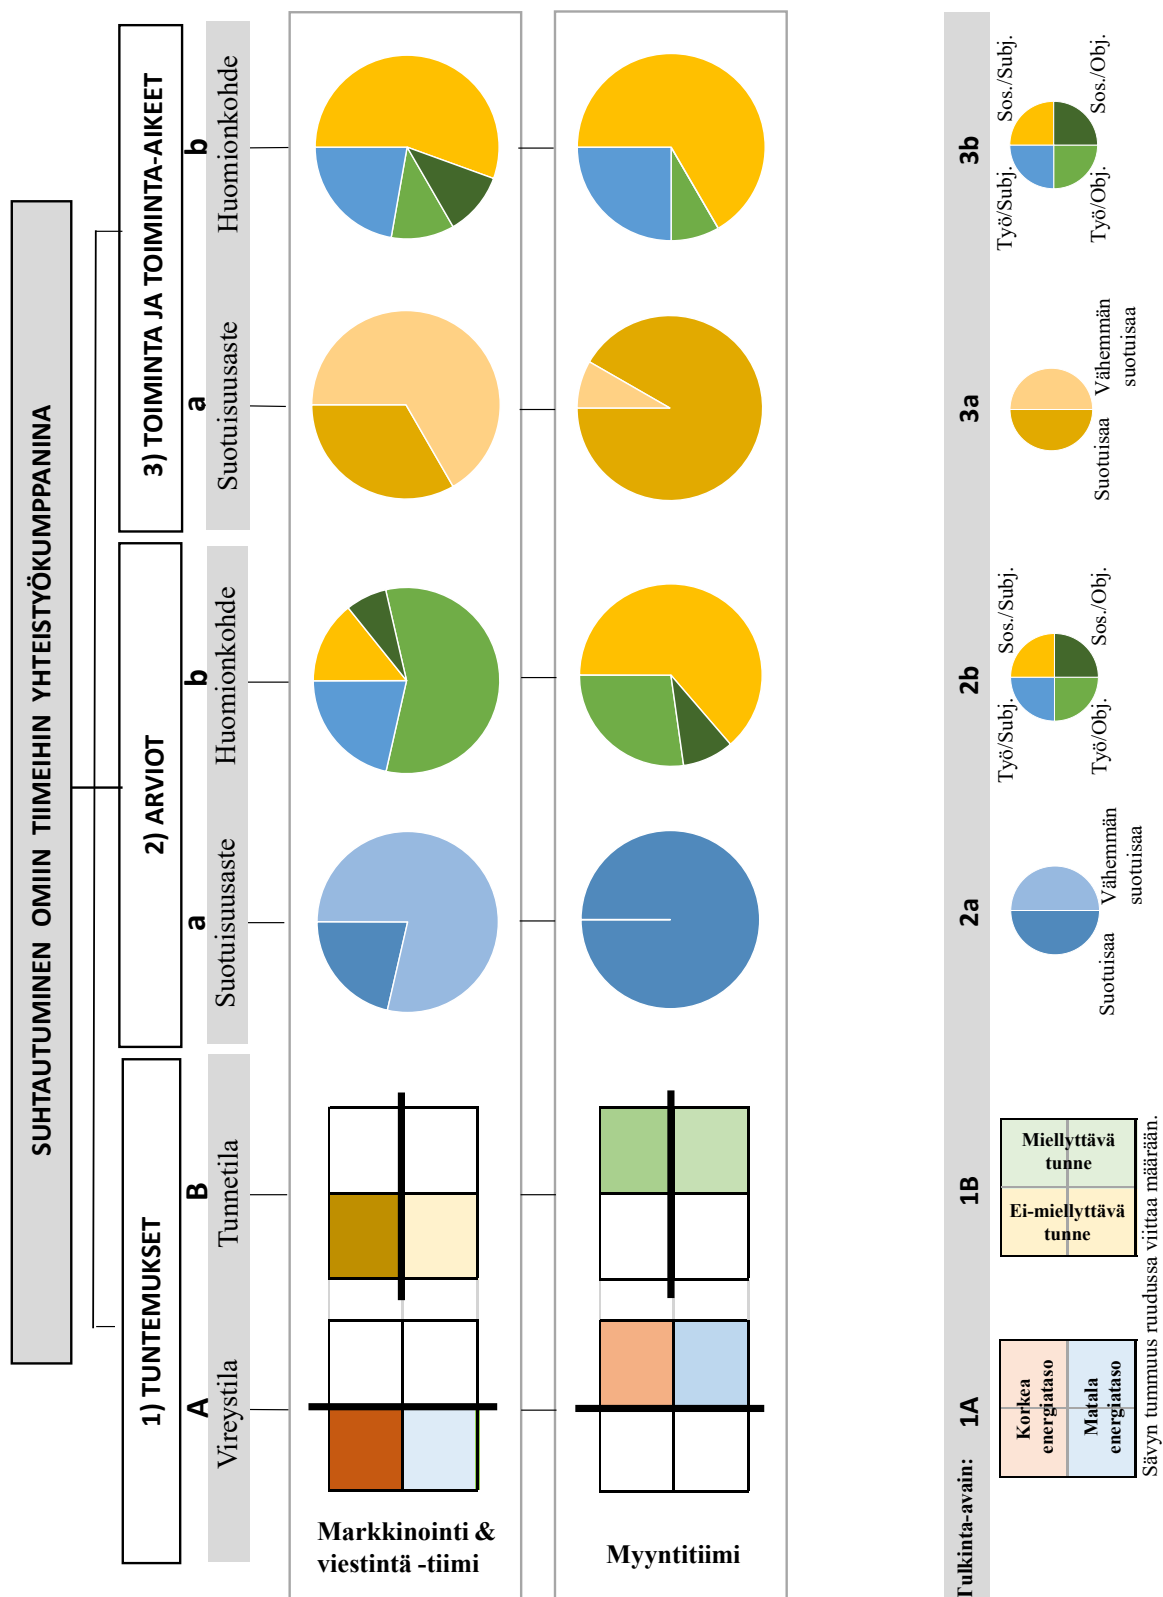 SUHTAUTUMINEN OMIIN TIIMEIHIN YHTEISTYÖKUMPPANINA
1) TUNTEMUKSET
2) ARVIOT
3) TOIMINTA JA TOIMINTA-AIKEET
A
B
a
b
a
b
Vireystila
Tunnetila
Suotuisuusaste
Huomionkohde
Suotuisuusaste
Huomionkohde
Markkinointi &
viestintä -tiimi
Myyntitiimi
Tulkinta-avain:
1A
1B
2a
2b
3a
3b
Korkea
energiataso
Matala
energiataso
Miellyttävä
tunne
Ei-miellyttävä
tunne
Sävyn tummuus ruudussa viittaa määrään.
Suotuisaa
Vähemmän
suotuisaa
Työ/Subj.
Sos./Subj.
Työ/Obj.
Sos./Obj.
Suotuisaa
Vähemmän
suotuisaa
Työ/Subj.
Sos./Subj.
Työ/Obj.
Sos./Obj.